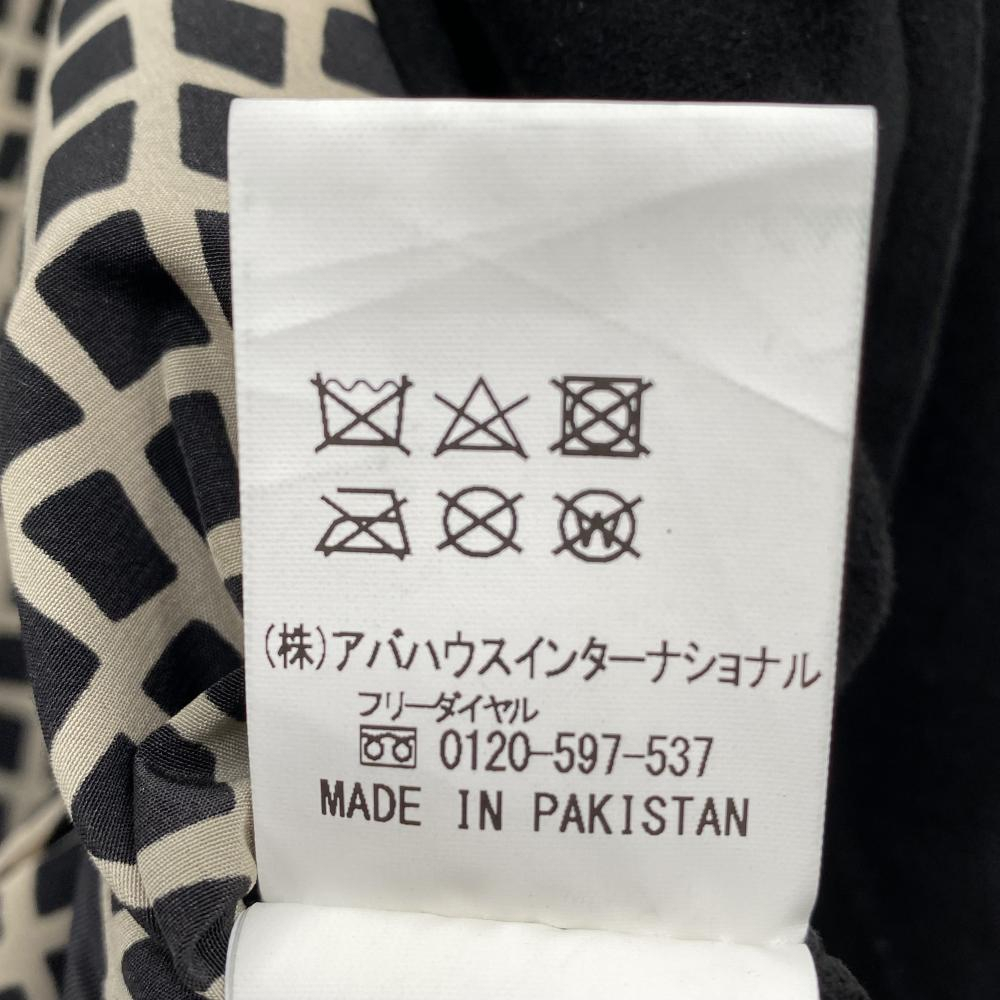 (株)アバハウスインターナショナル
フリーダイヤル
0120-597-537
MADE IN PAKISTAN